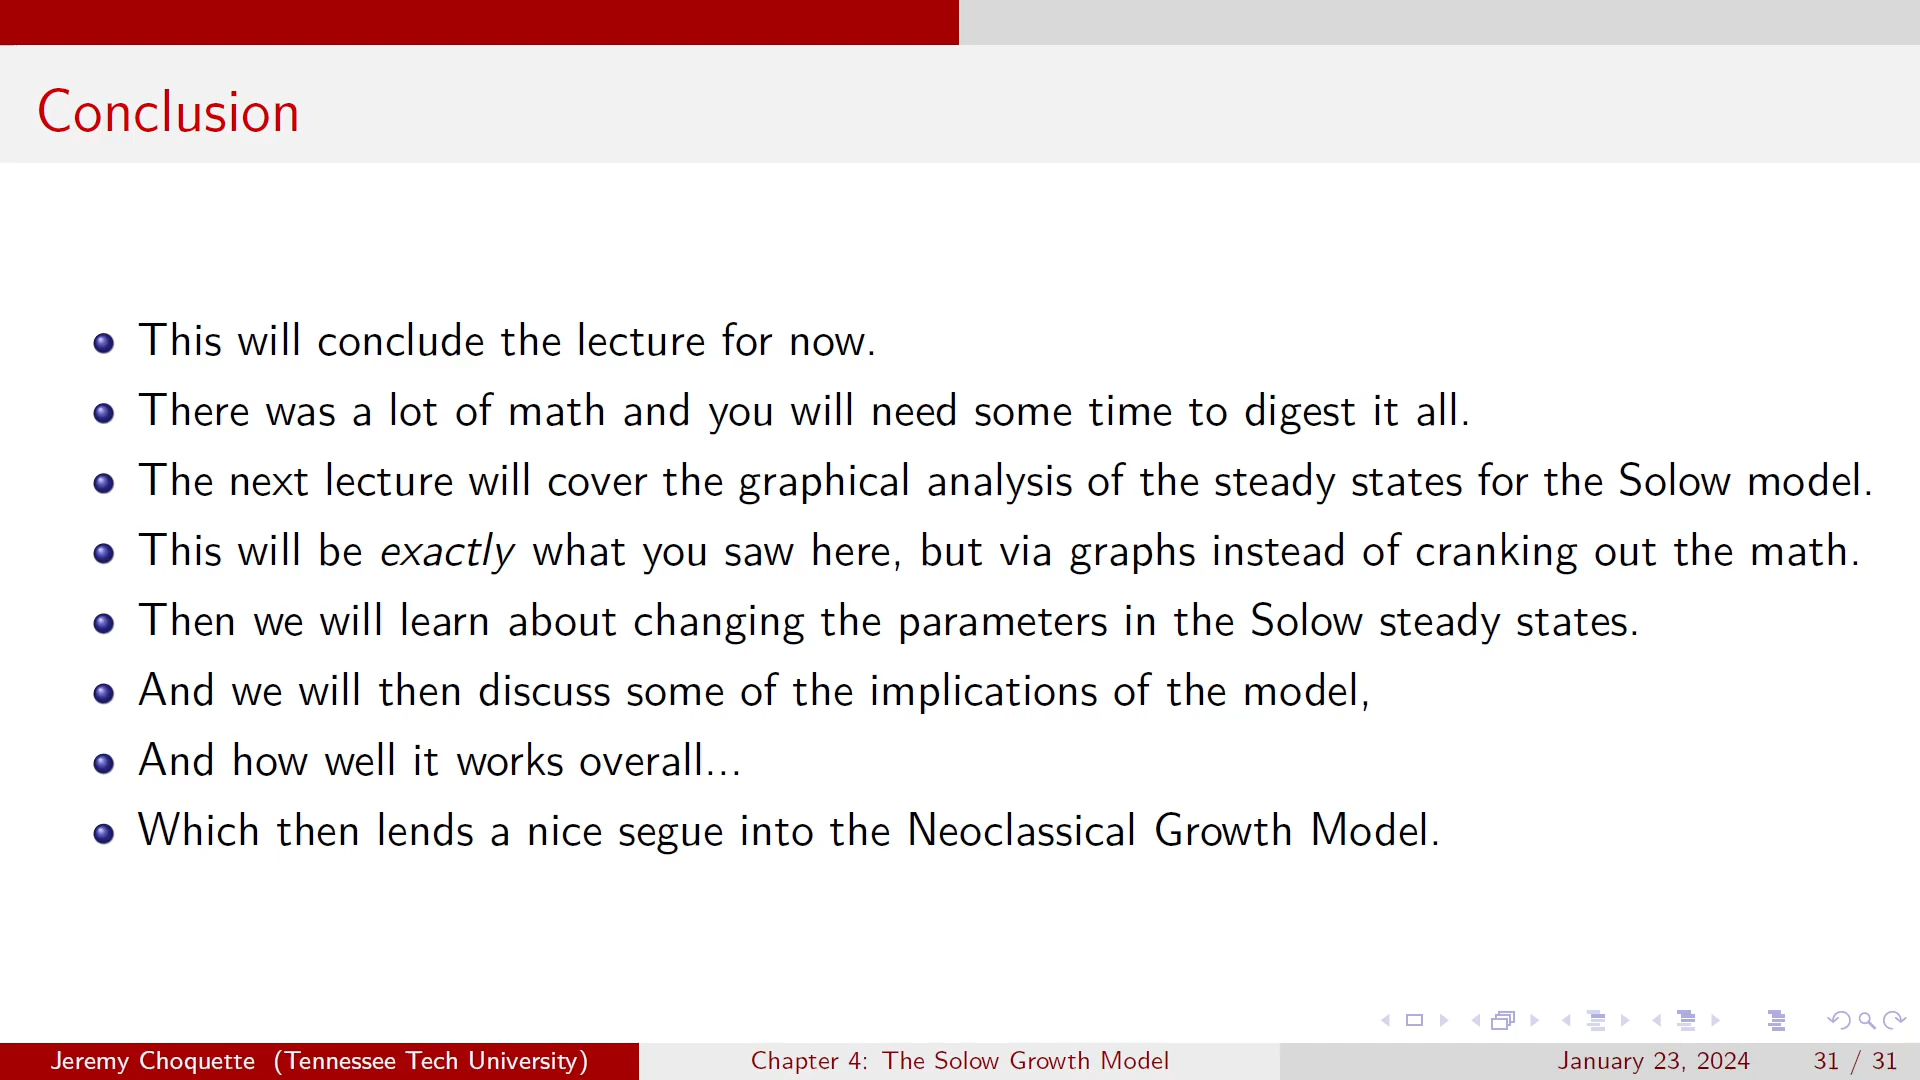 Conclusion
This will conclude the lecture for now.
There was a lot of math and you will need some time to digest it all.
The next lecture will cover the graphical analysis of the steady states for the Solow model.
This will be exactly what you saw here, but via graphs instead of cranking out the math.
Then we will learn about changing the parameters in the Solow steady states.
And we will then discuss some of the implications of the model,
And how well it works overall...
Which then lends a nice segue into the Neoclassical Growth Model.
Jeremy Choquette (Tennessee Tech University) Chapter 4: The Solow Growth Model January 23, 2024 31 / 31